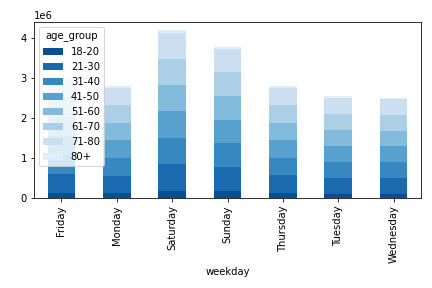 1e6
age_group
18-20
21-30
31-40
41-50
51-60
61-70
71-80
80+
4
3
2
1
0
Friday
Monday
Saturday
Sunday
Thursday
Tuesday
Wednesday
weekday